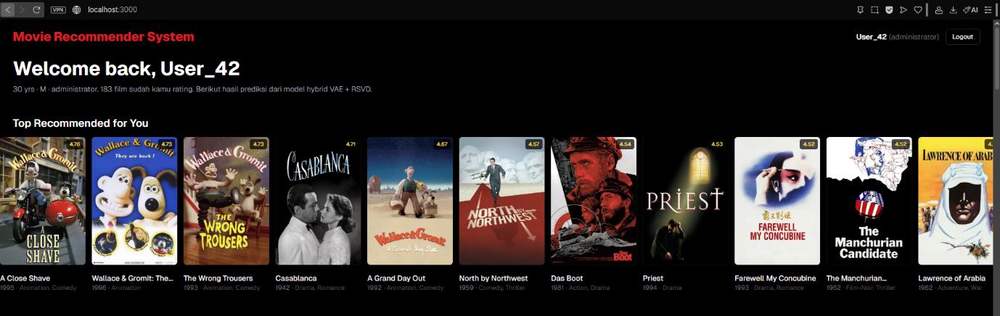 VPN localhost:3000 AI
Movie Recommender System
User_42 (administrator) Logout
Welcome back, User_42
30 yrs · M · administrator. 183 film sudah kamu rating. Berikut hasil prediksi dari model hybrid VAE + RSVD.
Top Recommended for You
4.76 4.73 4.73 4.71 4.67 4.57 4.54 4.53 4.52 4.52
Wallace & Gromit
A
CLOSE
SHAVE
Wallace & Gromit
They are back !
Wallace & Gromit
THE
WRONG
TROUSERS
CASABLANCA
Wallace & Gromit
A Grand Day Out
NORTH BY
NORTHWEST
Das
Boot
PRIEST
霸王别姬
FAREWELL
MY CONCUBINE
The
Manchurian
Candidate
LAWRENCE OF ARABI
A Close Shave
1995 · Animation, Comedy
Wallace & Gromit: The...
1996 · Animation
The Wrong Trousers
1993 · Animation, Comedy
Casablanca
1942 · Drama, Romance
A Grand Day Out
1992 · Animation, Comedy
North by Northwest
1959 · Comedy, Thriller
Das Boot
1981 · Action, Drama
Priest
1994 · Drama
Farewell My Concubine
1993 · Drama, Romance
The Manchurian...
1962 · Film-Noir, Thriller
Lawrence of Arabia
1962 · Adventure, War